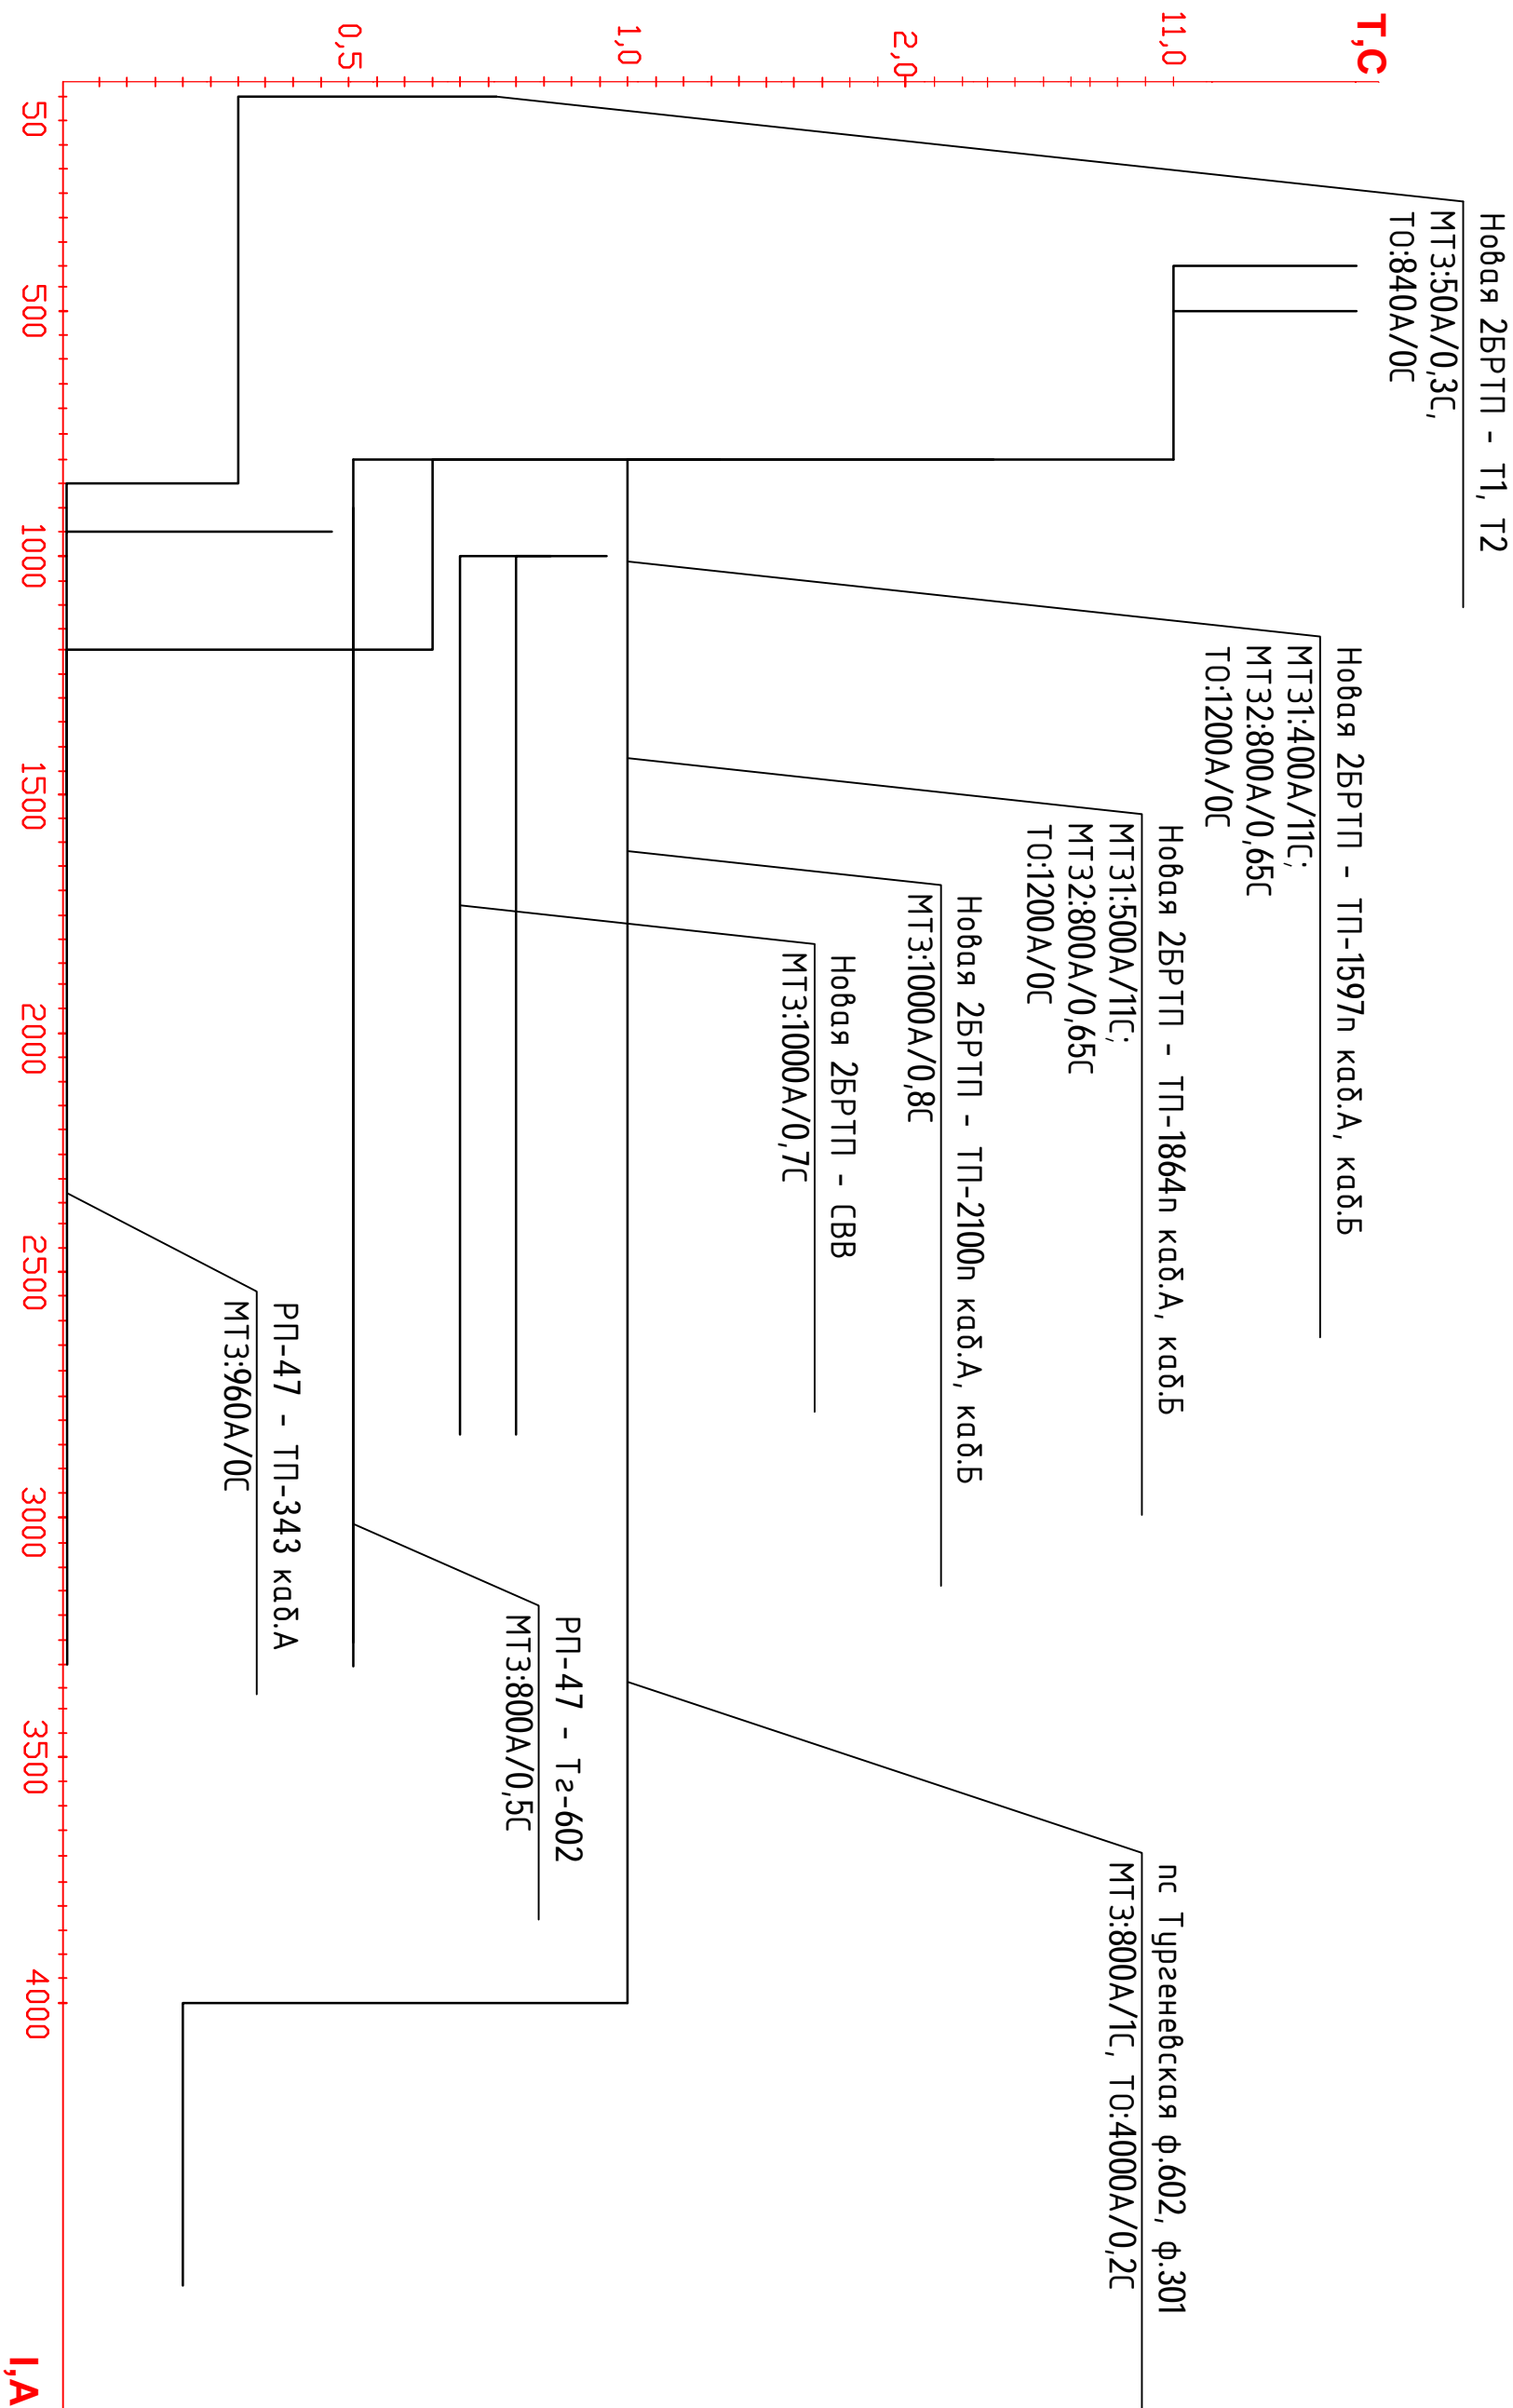 Т,С
11,0
2,0
1,0
0,5
Новая 2БРТП - Т1, Т2
МТЗ:50А/0,3С,
ТО:840А/0С
Новая 2БРТП - ТП-1597п каб.А, каб.Б
МТЗ1:400А/11С;
МТЗ2:800А/0,65С
ТО:1200А/0С
Новая 2БРТП - ТП-1864п каб.А, каб.Б
МТЗ1:500А/11С;
МТЗ2:800А/0,65С
ТО:1200А/0С
Новая 2БРТП - ТП-2100п каб.А, каб.Б
МТЗ:1000А/0,8С
Новая 2БРТП - СВВ
МТЗ:1000А/0,7С
пс Тургеневская ф.602, ф.301
МТЗ:800А/1С, ТО:4000А/0,2С
РП-47 - Тг-602
МТЗ:800А/0,5С
РП-47 - ТП-343 каб.А
МТЗ:960А/0С
50
500
1000
1500
2000
2500
3000
3500
4000
I,А